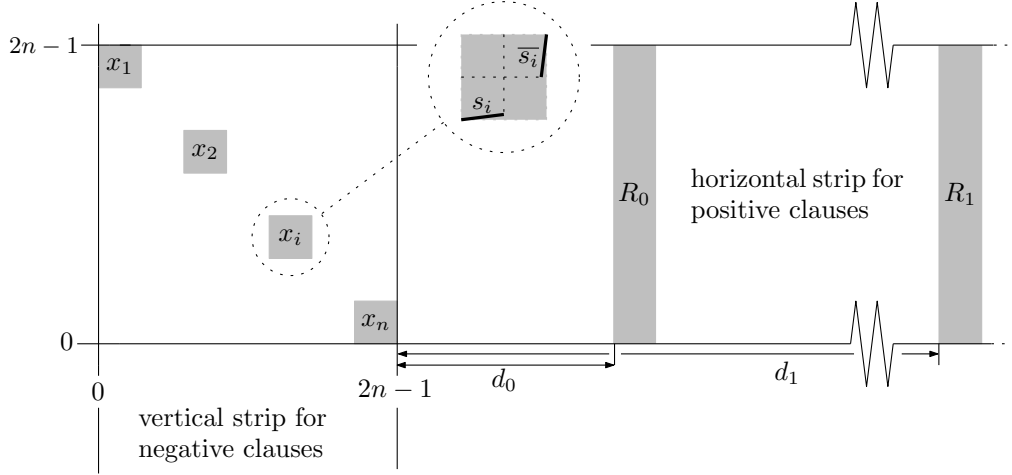 2n − 1
x₁
x₂
xᵢ
xₙ
s̅ᵢ
sᵢ
R₀
horizontal strip for
positive clauses
R₁
0
0
2n − 1
d₀
d₁
vertical strip for
negative clauses